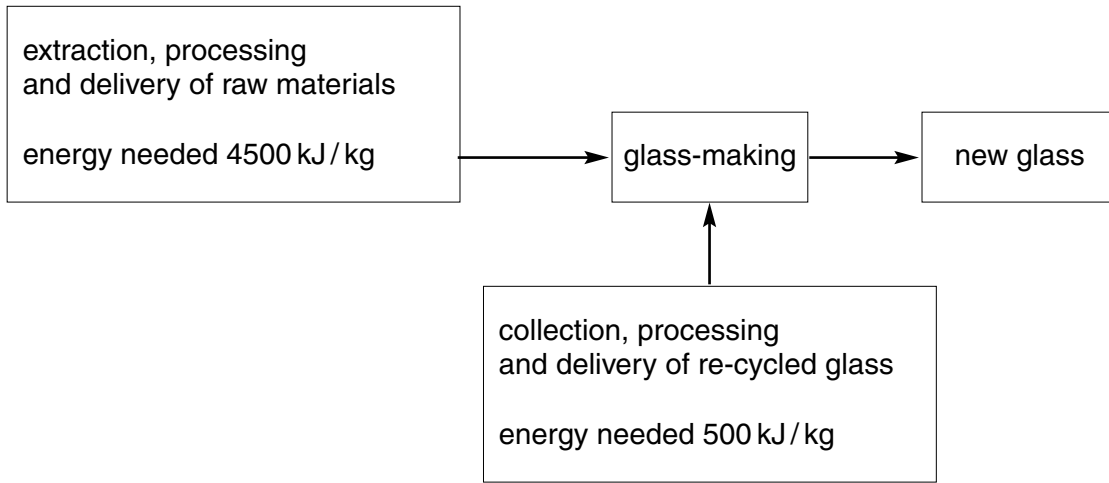 extraction, processing
and delivery of raw materials
energy needed 4500 kJ / kg
glass-making
new glass
collection, processing
and delivery of re-cycled glass
energy needed 500 kJ / kg